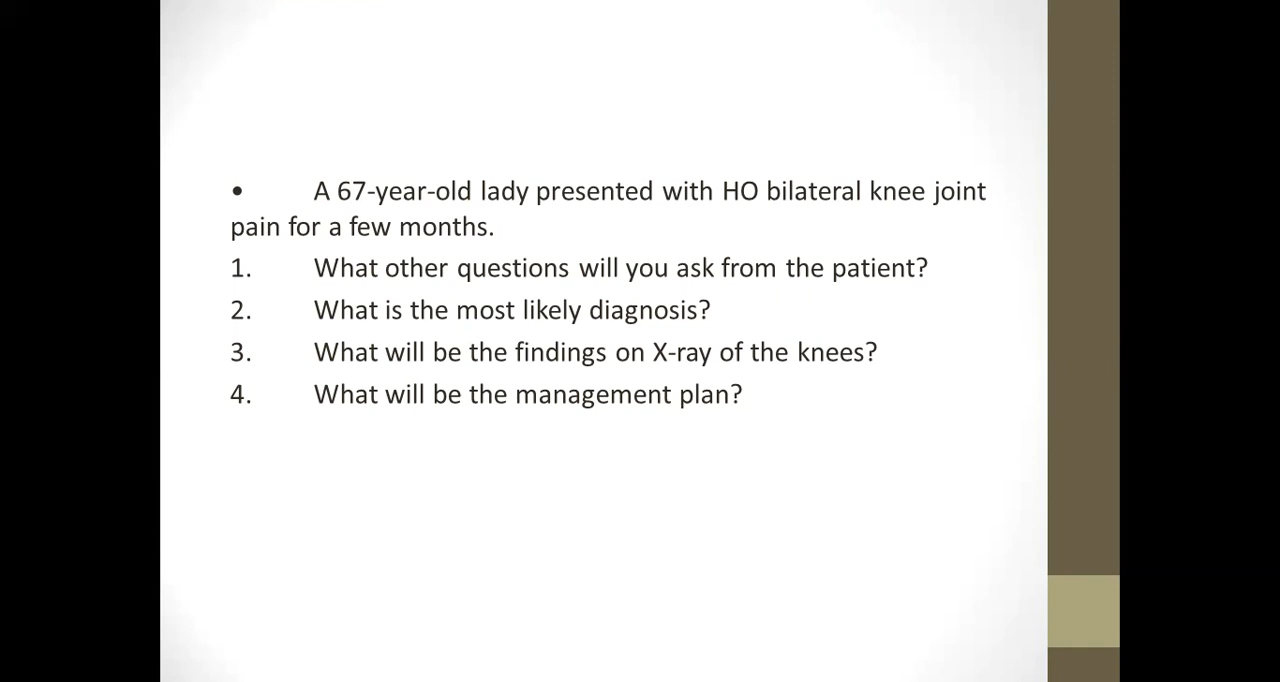 • A 67-year-old lady presented with HO bilateral knee joint
pain for a few months.
1. What other questions will you ask from the patient?
2. What is the most likely diagnosis?
3. What will be the findings on X-ray of the knees?
4. What will be the management plan?